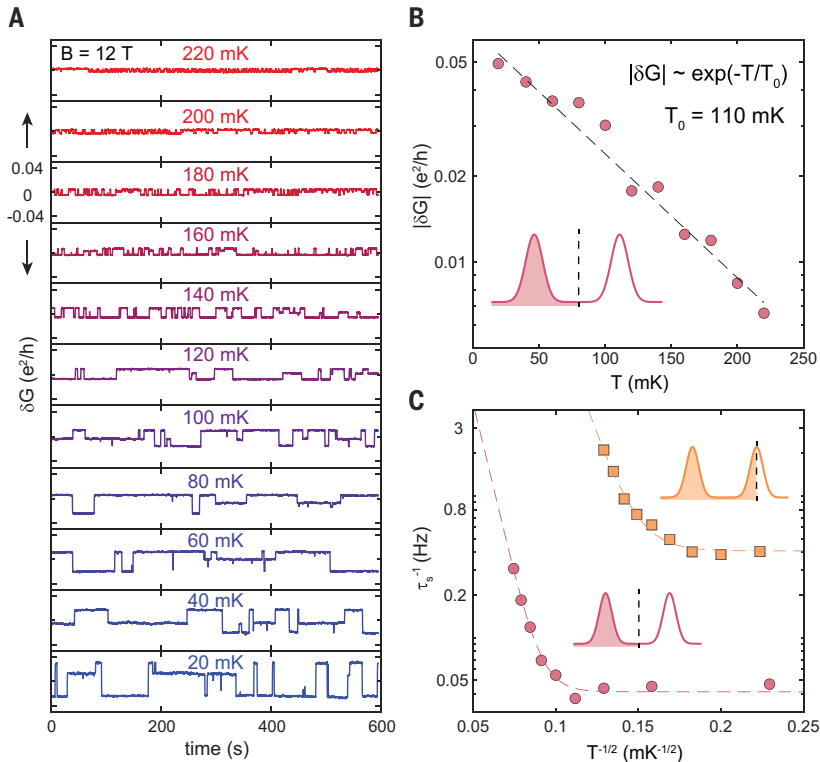 A
B = 12 T
220 mK
200 mK
0.04
0
-0.04
180 mK
160 mK
140 mK
120 mK
100 mK
80 mK
60 mK
40 mK
20 mK
δG (e²/h)
0
200
400
600
time (s)
B
0.05
0.02
0.01
|δG| (e²/h)
|δG| ~ exp(-T/T₀)
T₀ = 110 mK
0
50
100
150
200
250
T (mK)
C
3
0.8
0.2
0.05
τₛ⁻¹ (Hz)
0.05
0.1
0.15
0.2
0.25
T⁻¹ᐟ² (mK⁻¹ᐟ²)